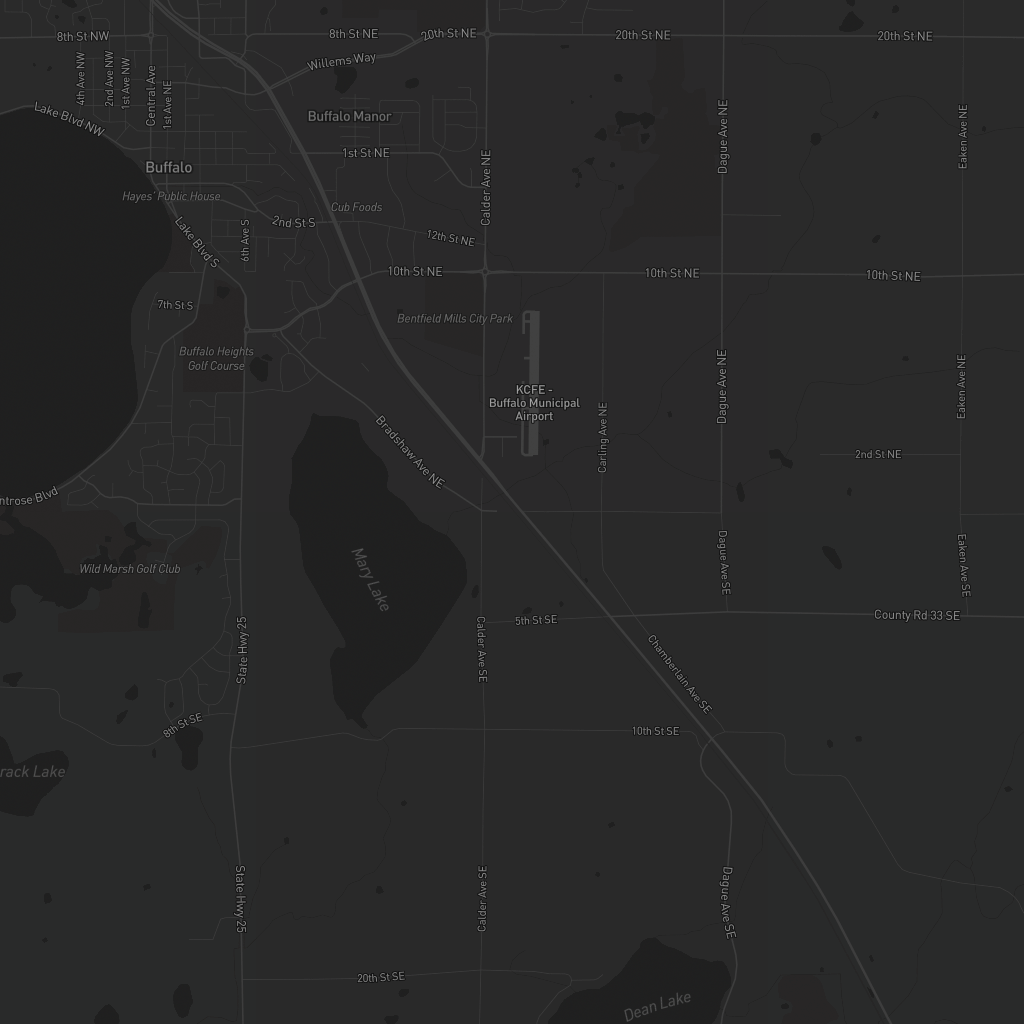 8th St NW
8th St NE
20th St NE
20th St NE
20th St NE
Willems Way
4th Ave NW
2nd Ave NW
1st Ave NW
Central Ave
1st Ave NE
Lake Blvd NW
Buffalo Manor
Dague Ave NE
Eaken Ave NE
1st St NE
Buffalo
Calder Ave NE
Hayes' Public House
Cub Foods
2nd St S
6th Ave S
Lake Blvd S
12th St NE
10th St NE
10th St NE
10th St NE
7th St S
Bentfield Mills City Park
Buffalo Heights
Golf Course
KCFE -
Buffalo Municipal
Airport
Dague Ave NE
Eaken Ave NE
Carling Ave NE
Bradshaw Ave NE
2nd St NE
ntrose Blvd
Wild Marsh Golf Club
Mary Lake
Dague Ave SE
Eaken Ave SE
State Hwy 25
Calder Ave SE
5th St SE
County Rd 33 SE
Chamberlain Ave SE
8th St SE
10th St SE
rack Lake
State Hwy 25
Calder Ave SE
Dague Ave SE
20th St SE
Dean Lake